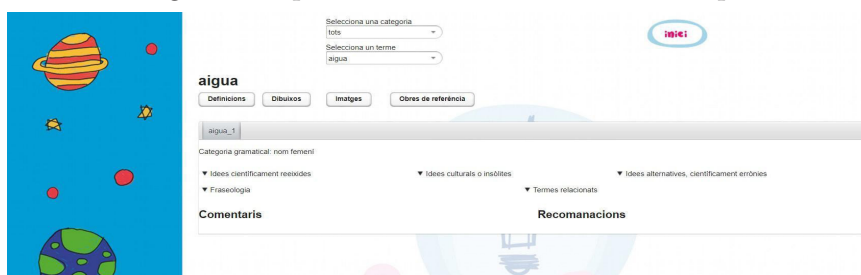 Selecciona una categoria
tots
inici
Selecciona un terme
aigua
aigua
Definicions Dibuixos Imatges Obres de referència
aigua_1
Categoria gramatical: nom femení
▼ Idees científicament reeixides ▼ Idees culturals o insòlites ▼ Idees alternatives, científicament errònies
▼ Fraseologia ▼ Termes relacionats
Comentaris Recomanacions